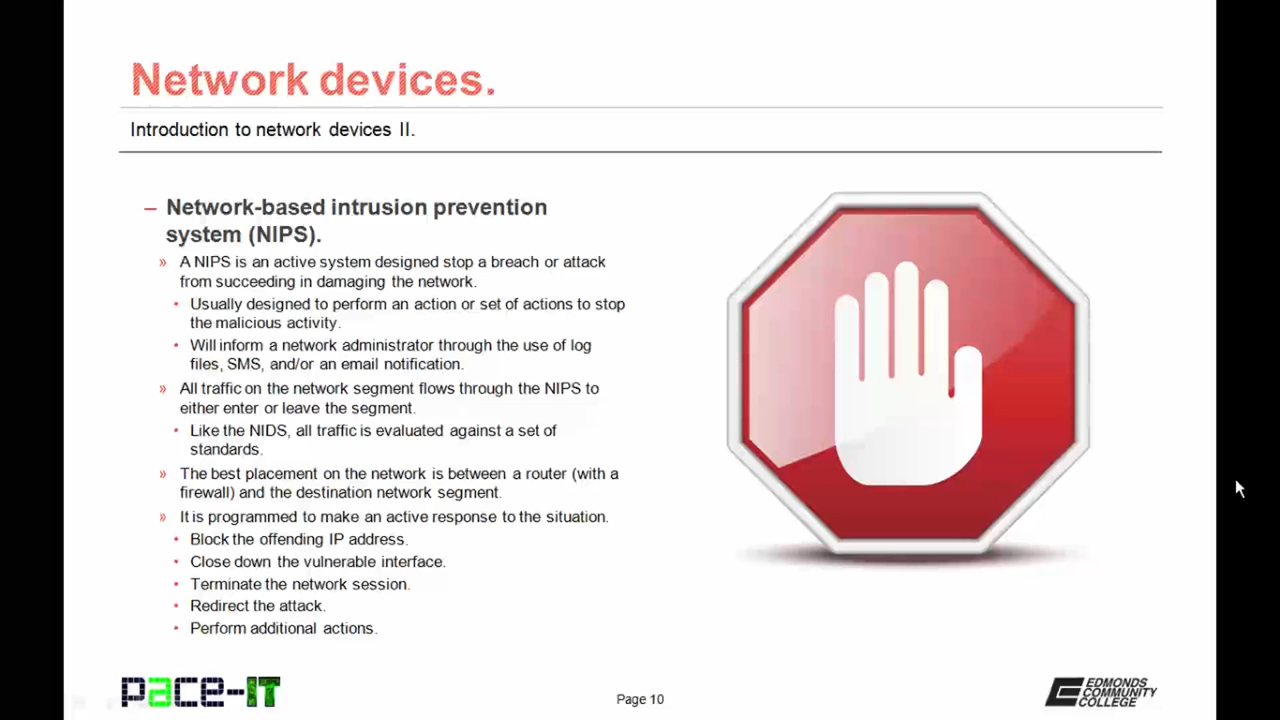 Network devices.
Introduction to network devices II.
– Network-based intrusion prevention
system (NIPS).
» A NIPS is an active system designed stop a breach or attack
from succeeding in damaging the network.
• Usually designed to perform an action or set of actions to stop
the malicious activity.
• Will inform a network administrator through the use of log
files, SMS, and/or an email notification.
» All traffic on the network segment flows through the NIPS to
either enter or leave the segment.
• Like the NIDS, all traffic is evaluated against a set of
standards.
» The best placement on the network is between a router (with a
firewall) and the destination network segment.
» It is programmed to make an active response to the situation.
• Block the offending IP address.
• Close down the vulnerable interface.
• Terminate the network session.
• Redirect the attack.
• Perform additional actions.
pace-IT
Page 10
EDMONDS
COMMUNITY
COLLEGE